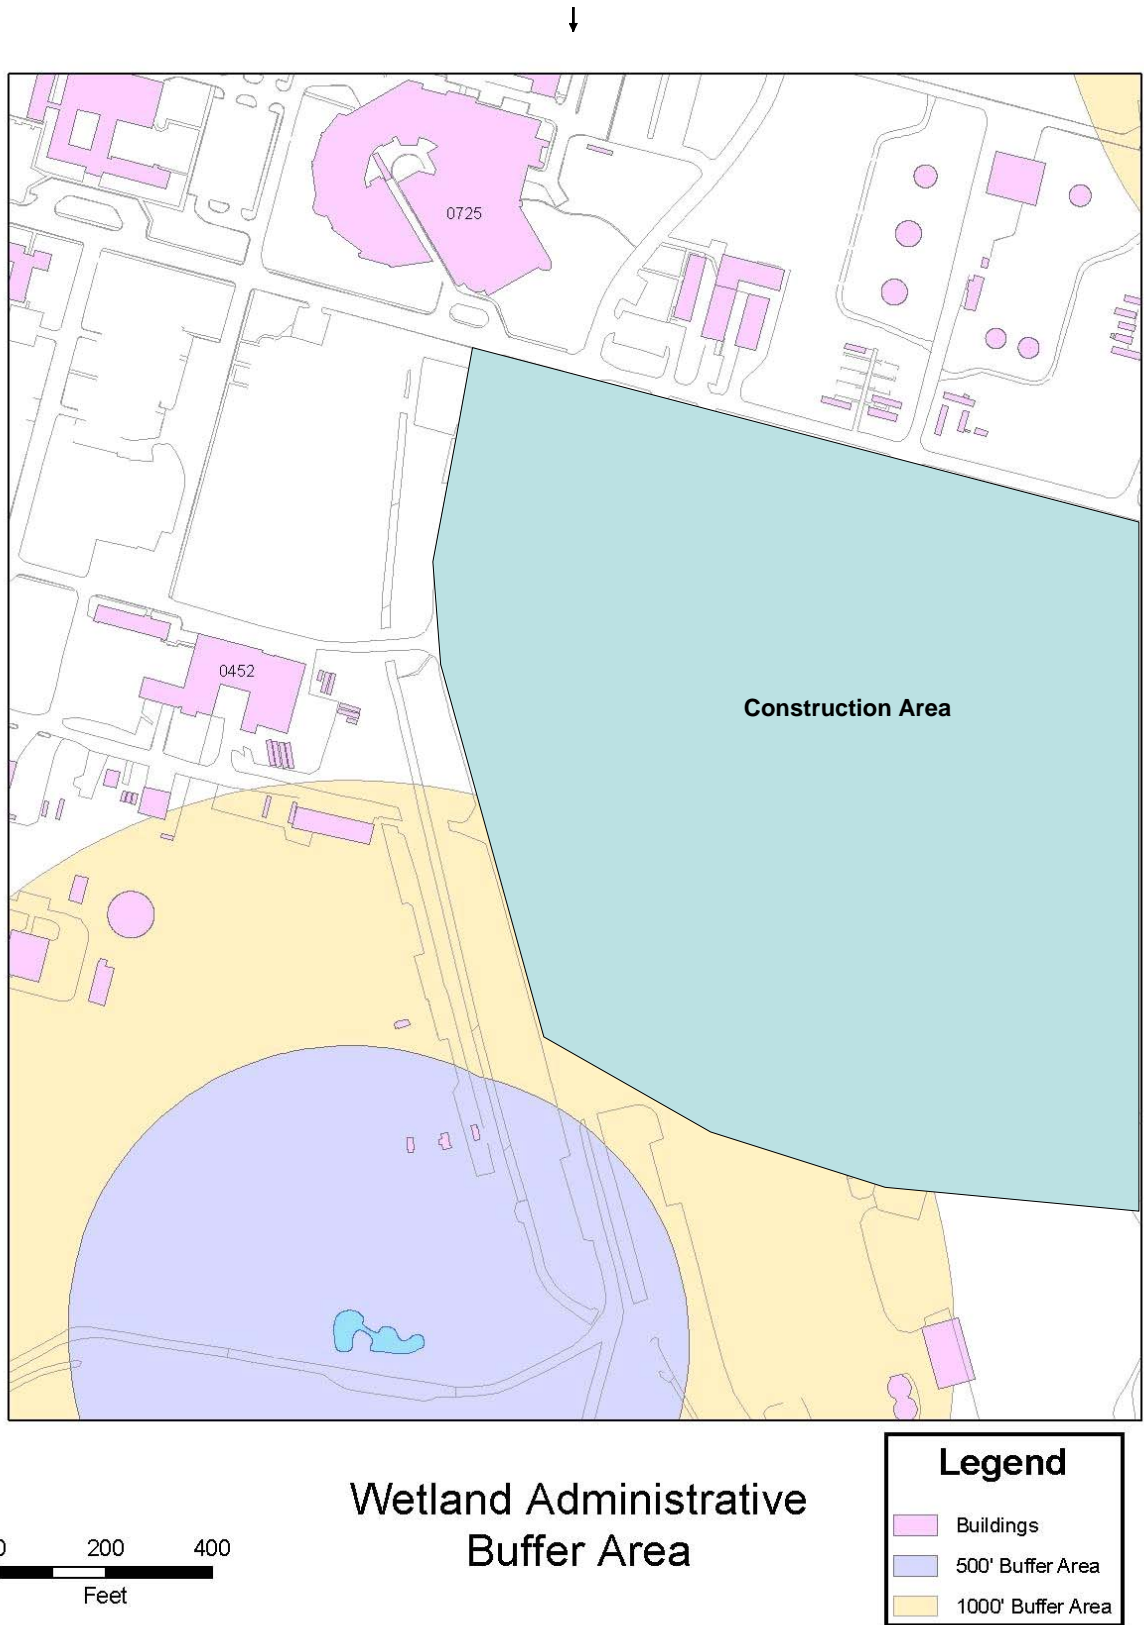 0725
0452
Construction Area
Wetland Administrative
Buffer Area
0 200 400
Feet
Legend
Buildings
500' Buffer Area
1000' Buffer Area